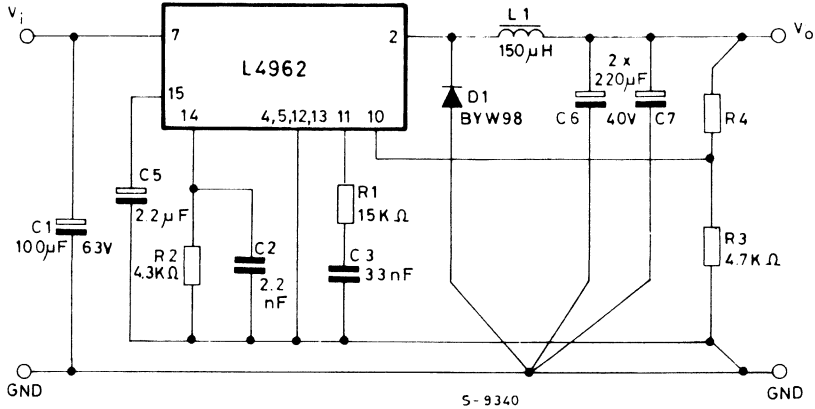 Vi
7
L4962
2
L1
150µH
Vo
15
14
4,5,12,13
11
10
2 x
220µF
D1
BYW98
C6
40V
C7
R4
C5
2.2µF
R1
15KΩ
C1
100µF
63V
R2
4.3KΩ
C2
2.2
nF
C3
33nF
R3
4.7KΩ
GND
GND
S-9340